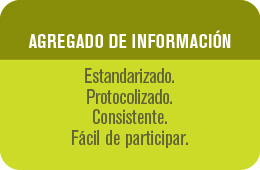 AGREGADO DE INFORMACIÓN
Estandarizado.
Protocolizado.
Consistente.
Fácil de participar.